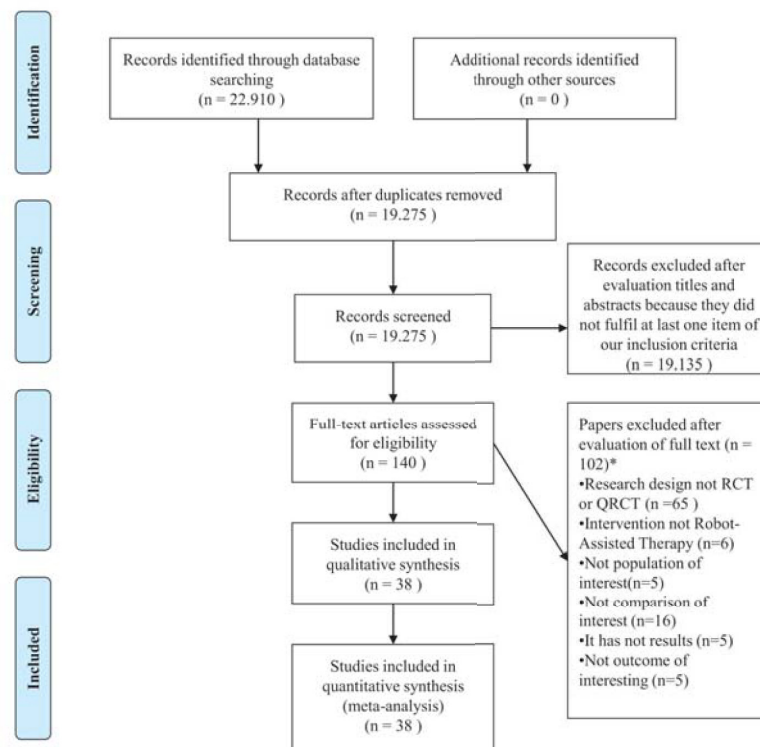 Identification
Records identified through database
searching
(n = 22.910 )
Additional records identified
through other sources
(n = 0 )
Records after duplicates removed
(n = 19.275 )
Screening
Records screened
(n = 19.275 )
Records excluded after
evaluation titles and
abstracts because they did
not fulfil at last one item of
our inclusion criteria
(n = 19.135 )
Eligibility
Full-text articles assessed
for eligibility
(n = 140 )
Papers excluded after
evaluation of full text (n =
102)*
•Research design not RCT
or QRCT (n =65 )
•Intervention not Robot-
Assisted Therapy (n=6)
•Not population of
interest(n=5)
•Not comparison of
interest (n=16)
•It has not results (n=5)
•Not outcome of
interesting (n=5)
Studies included in
qualitative synthesis
(n = 38 )
Included
Studies included in
quantitative synthesis
(meta-analysis)
(n = 38 )